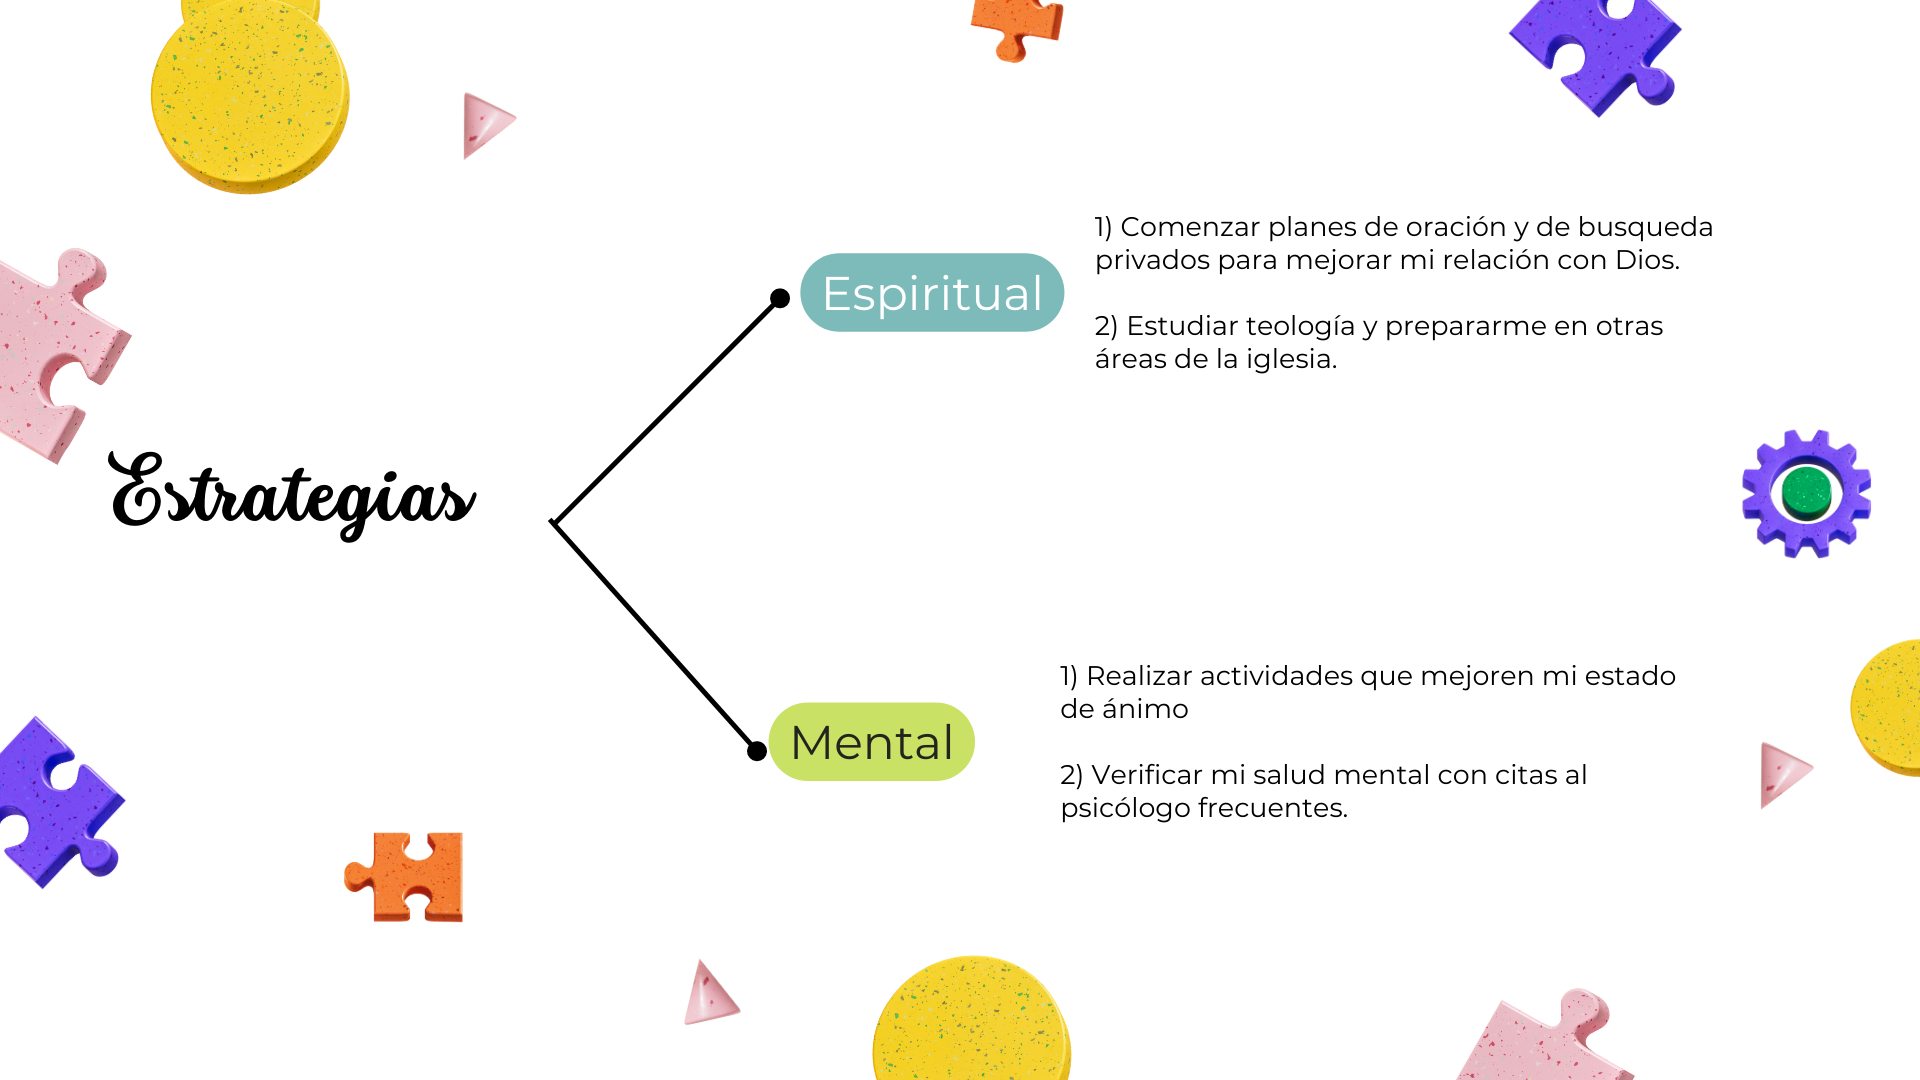 Estrategias
Espiritual
1) Comenzar planes de oración y de busqueda
privados para mejorar mi relación con Dios.
2) Estudiar teología y prepararme en otras
áreas de la iglesia.
Mental
1) Realizar actividades que mejoren mi estado
de ánimo
2) Verificar mi salud mental con citas al
psicólogo frecuentes.